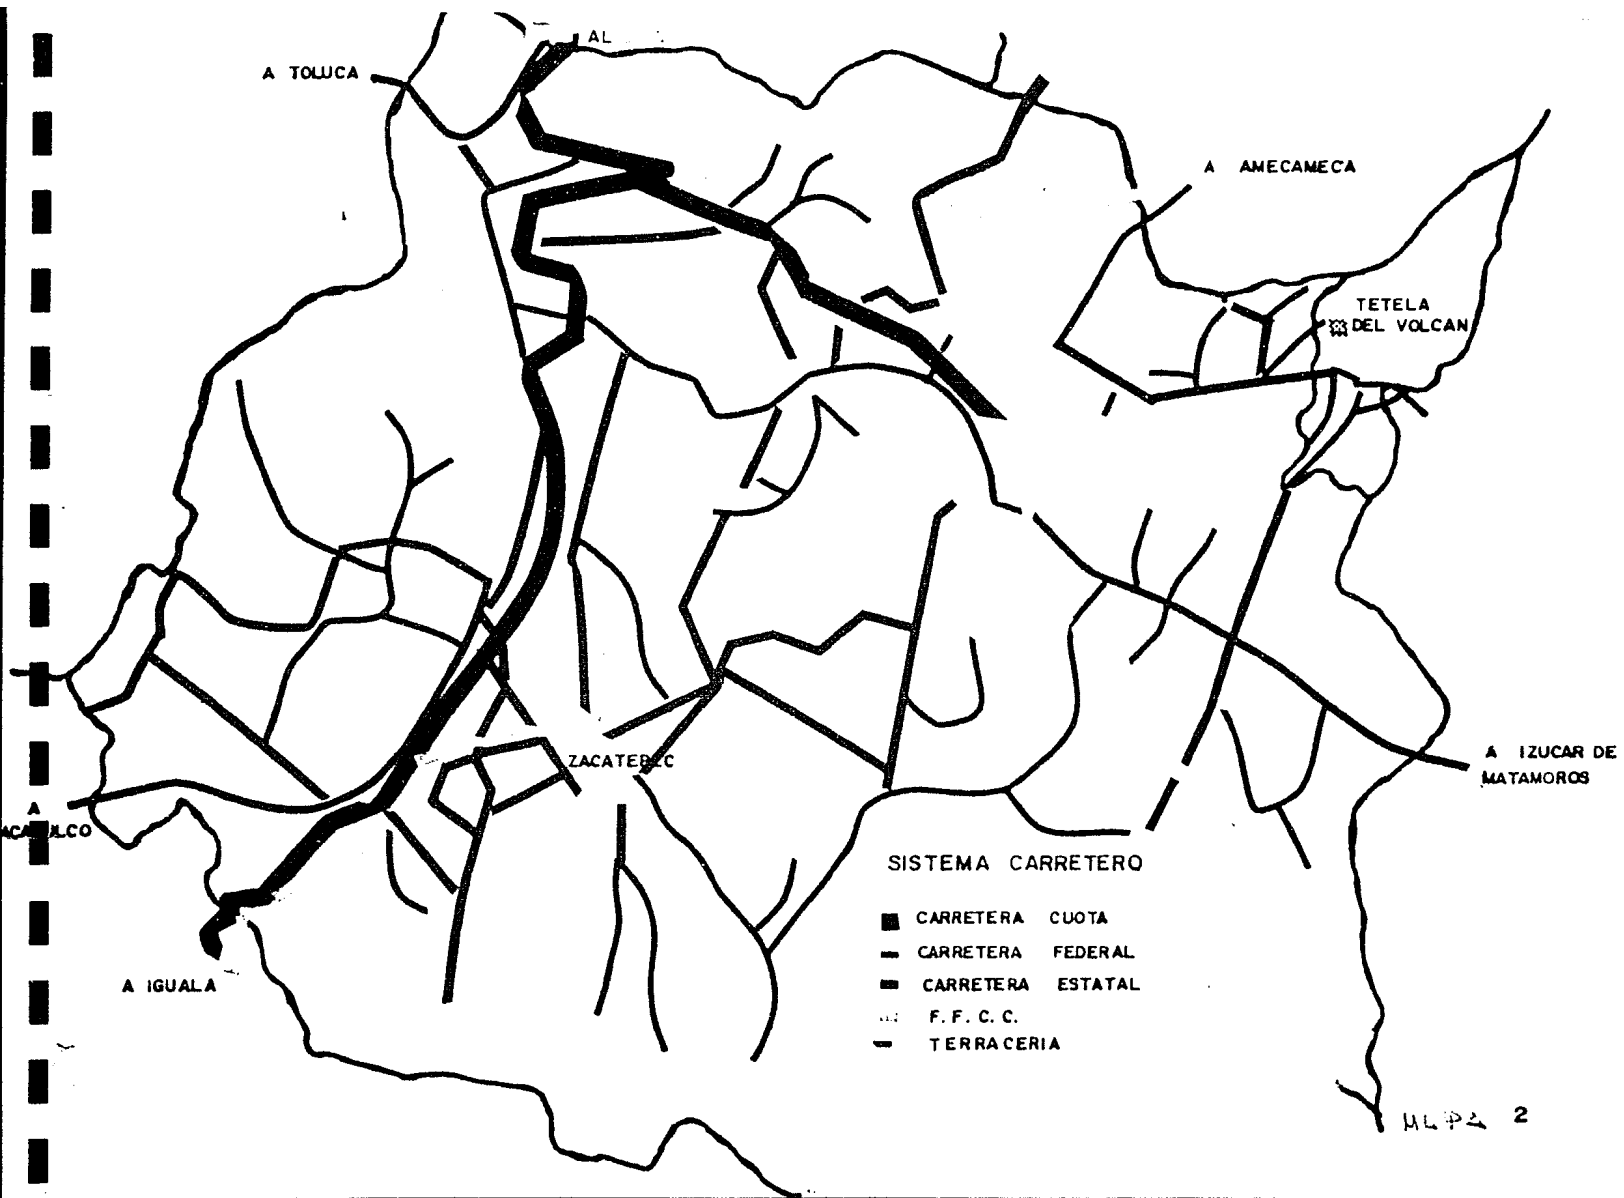 AL
A TOLUCA
A AMECAMECA
TETELA
DEL VOLCAN
A IZUCAR DE
MATAMOROS
ZACATEPEC
A
A IGUALA
SISTEMA CARRETERO
CARRETERA CUOTA
CARRETERA FEDERAL
CARRETERA ESTATAL
F. F. C. C.
TERRACERIA
2